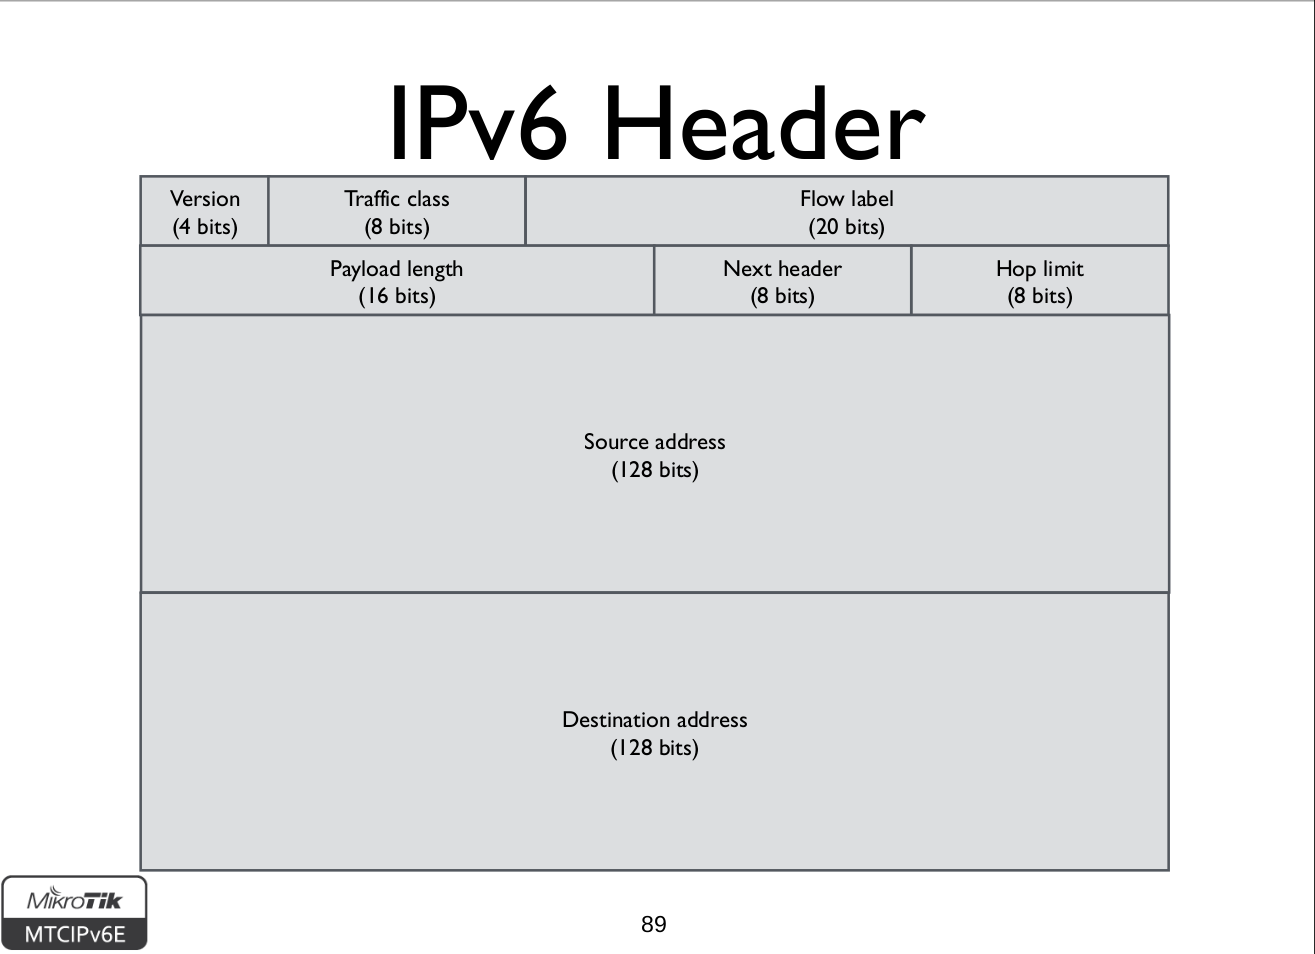 IPv6 Header
Version
(4 bits)
Traffic class
(8 bits)
Flow label
(20 bits)
Payload length
(16 bits)
Next header
(8 bits)
Hop limit
(8 bits)
Source address
(128 bits)
Destination address
(128 bits)
MikroTik
MTCIPv6E
89